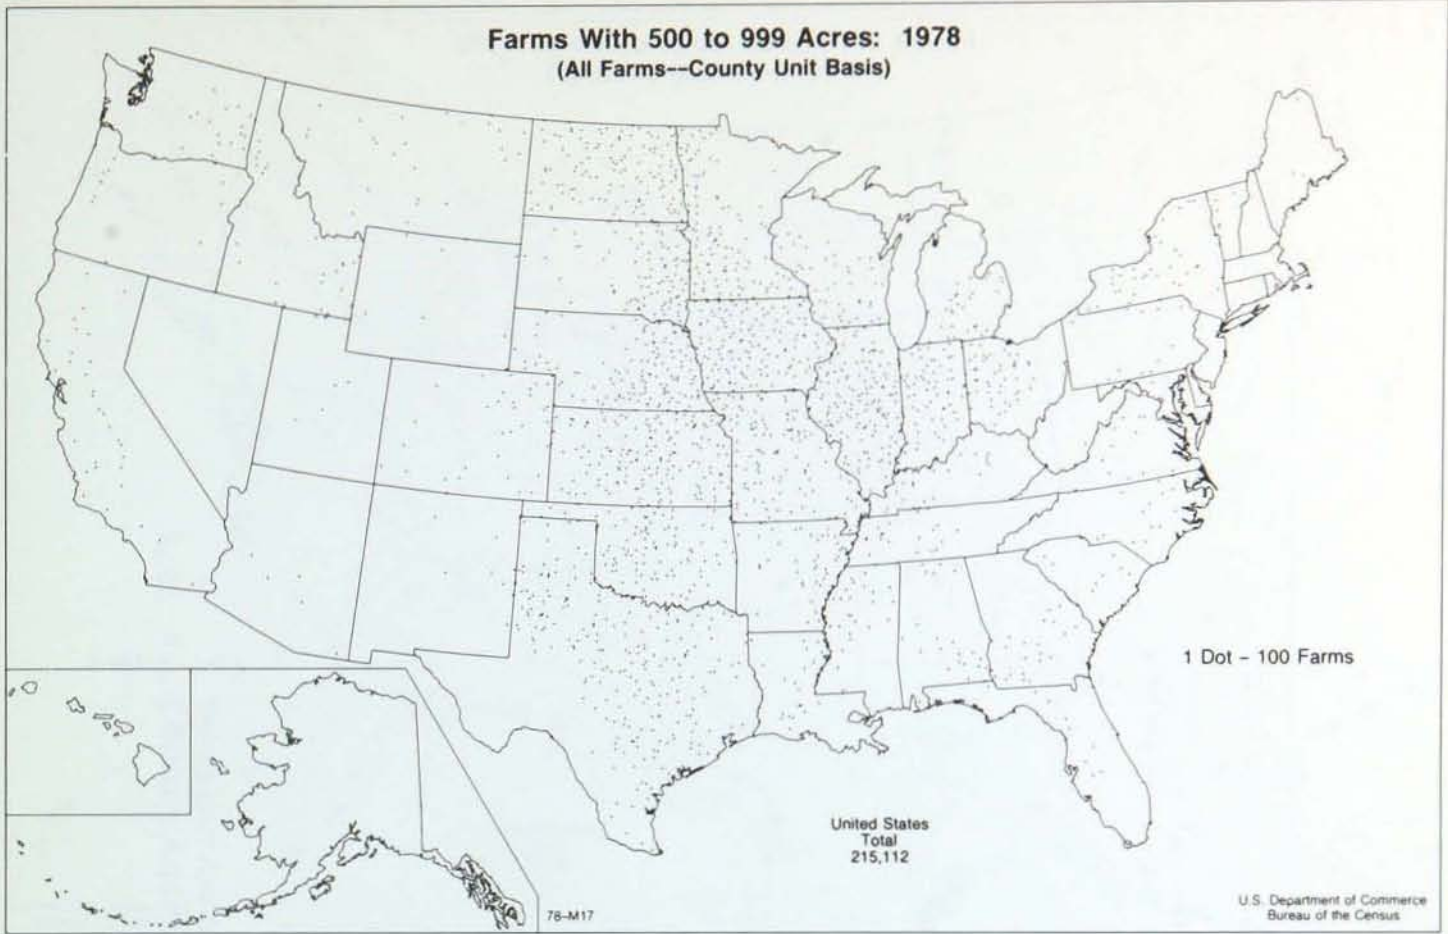 Farms With 500 to 999 Acres: 1978
(All Farms--County Unit Basis)
1 Dot - 100 Farms
United States
Total
215,112
78-M17
U.S. Department of Commerce
Bureau of the Census